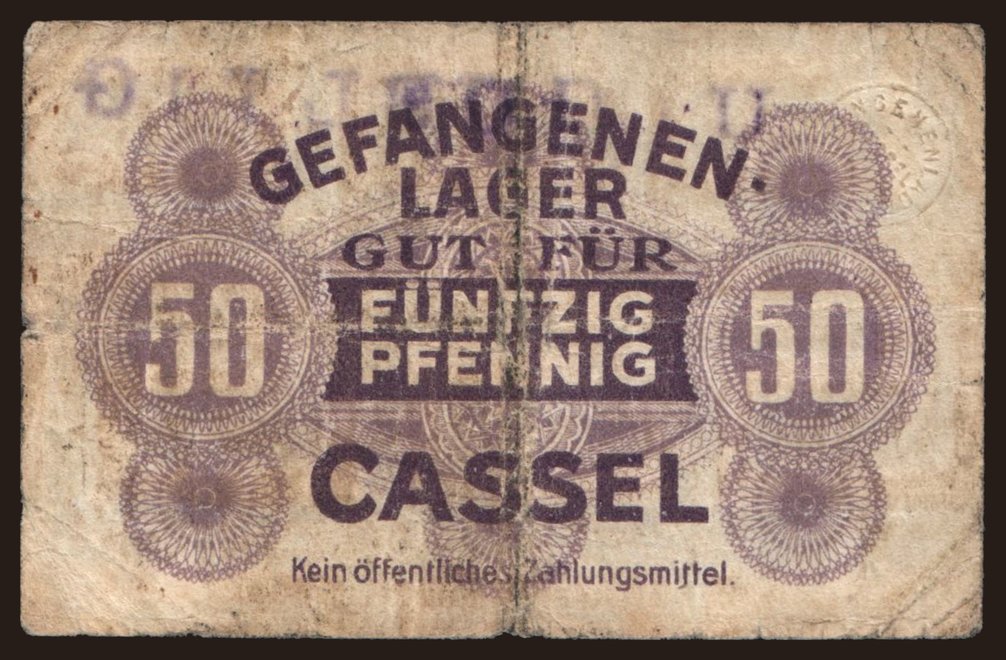 GEFANGENEN-
LAGER
GUT FÜR
50 FÜNFZIG 50
PFENNIG
CASSEL
Kein öffentliches Zahlungsmittel.